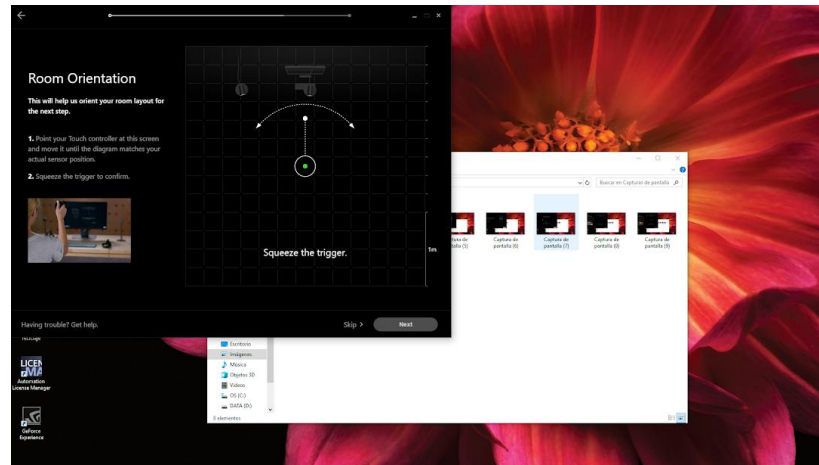 Room Orientation
This will help us orient your room layout for
the next step.
1. Point your Touch controller at this screen
and move it until the diagram matches your
actual sensor position.
2. Squeeze the trigger to confirm.
Squeeze the trigger.
1m
Having trouble? Get help.
Skip >
Next
Buscar en Capturas de pantalla
Captura de
pantalla (6)
Captura de
pantalla (7)
Captura de
pantalla (8)
Captura de
pantalla (9)
Escritorio
Imágenes
Música
Objetos 3D
Vídeos
OS (C:)
DATA (D:)
9 elementos
Automation
License Manager
GeForce
Experience